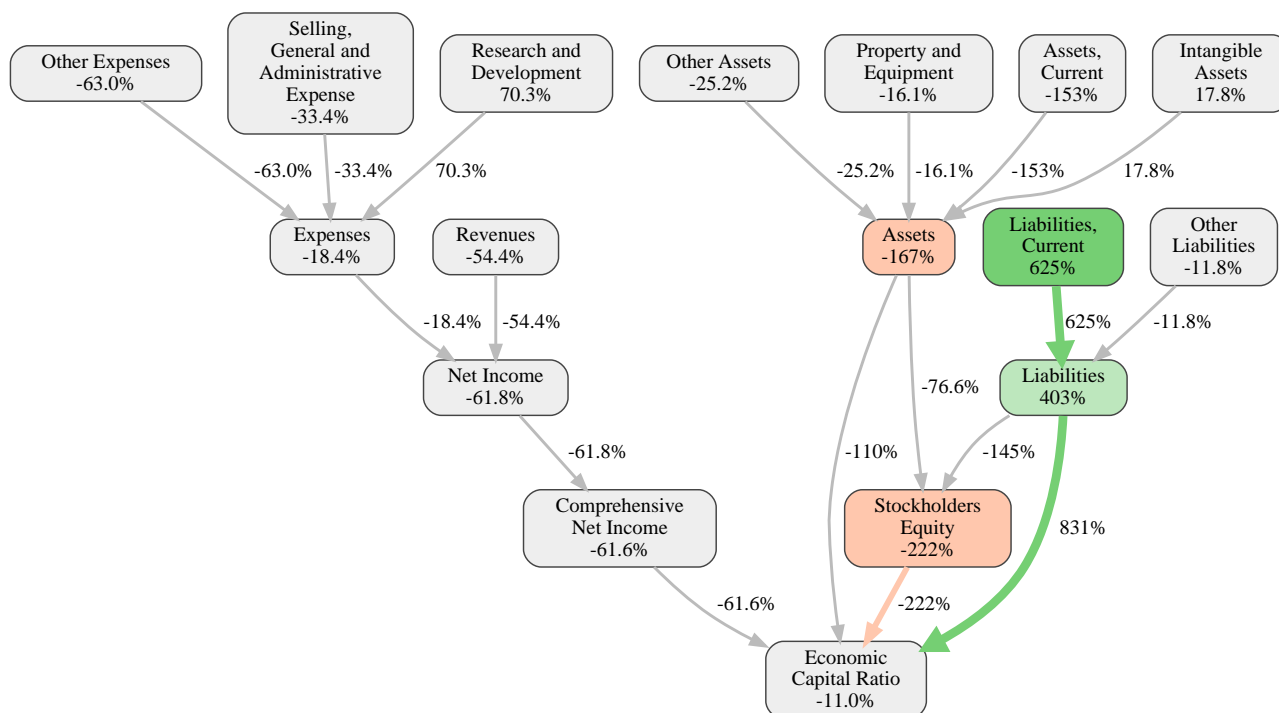 Other Expenses
-63.0%
Selling,
General and
Administrative
Expense
-33.4%
Research and
Development
70.3%
Other Assets
-25.2%
Property and
Equipment
-16.1%
Assets,
Current
-153%
Intangible
Assets
17.8%
-63.0%
-33.4%
70.3%
-25.2%
-16.1%
-153%
17.8%
Expenses
-18.4%
Revenues
-54.4%
Assets
-167%
Liabilities,
Current
625%
Other
Liabilities
-11.8%
-18.4%
-54.4%
625%
-11.8%
Net Income
-61.8%
-76.6%
Liabilities
403%
-61.8%
-110%
-145%
Comprehensive
Net Income
-61.6%
Stockholders
Equity
-222%
831%
-61.6%
-222%
Economic
Capital Ratio
-11.0%